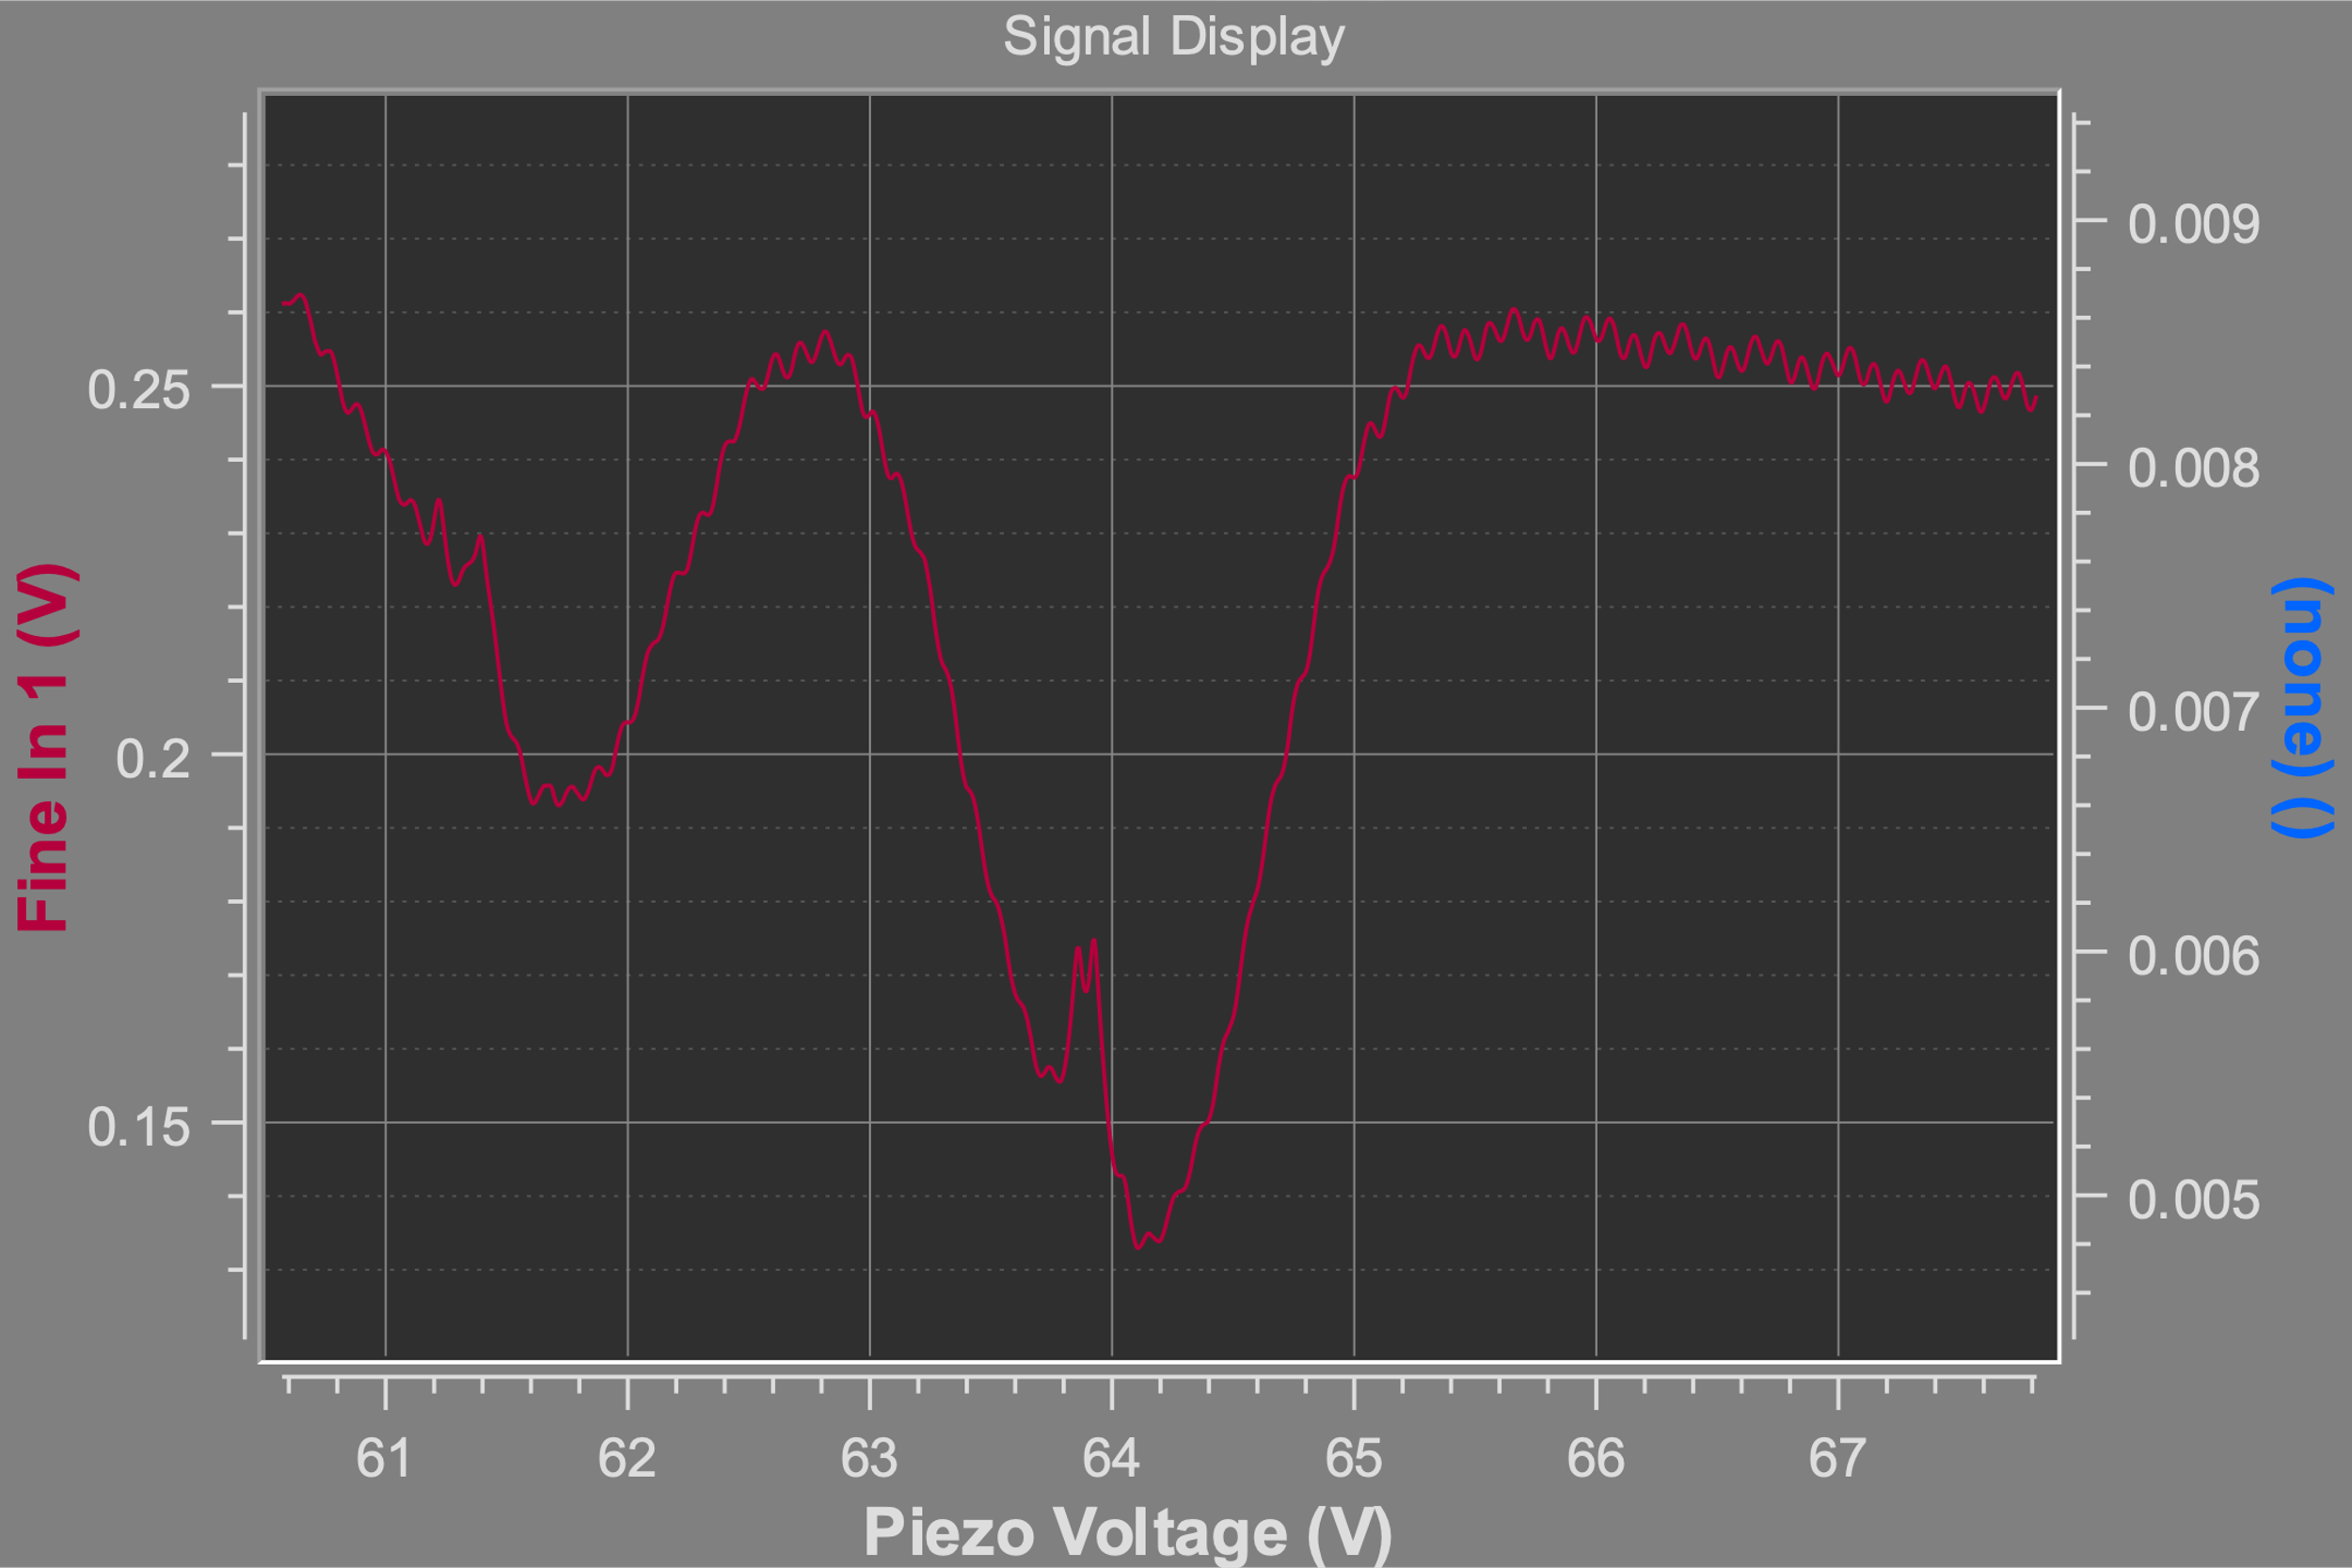 Signal Display
Fine In 1 (V)
0.25
0.2
0.15
0.009
0.008
0.007
0.006
0.005
(none) ()
61 62 63 64 65 66 67
Piezo Voltage (V)